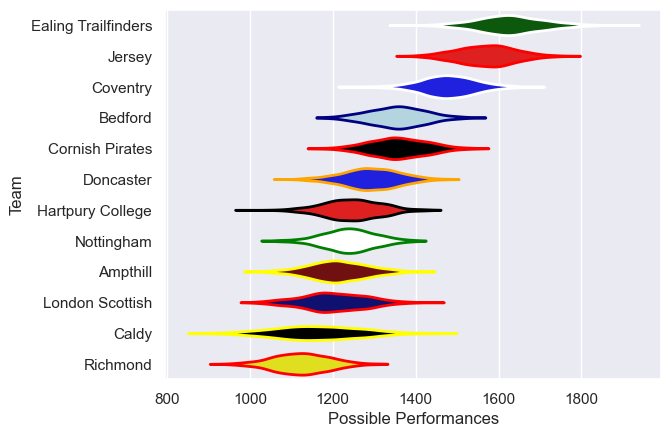 Ealing Trailfinders
Jersey
Coventry
Bedford
Cornish Pirates
Doncaster
Hartpury College
Nottingham
Ampthill
London Scottish
Caldy
Richmond
Team
800 1000 1200 1400 1600 1800
Possible Performances